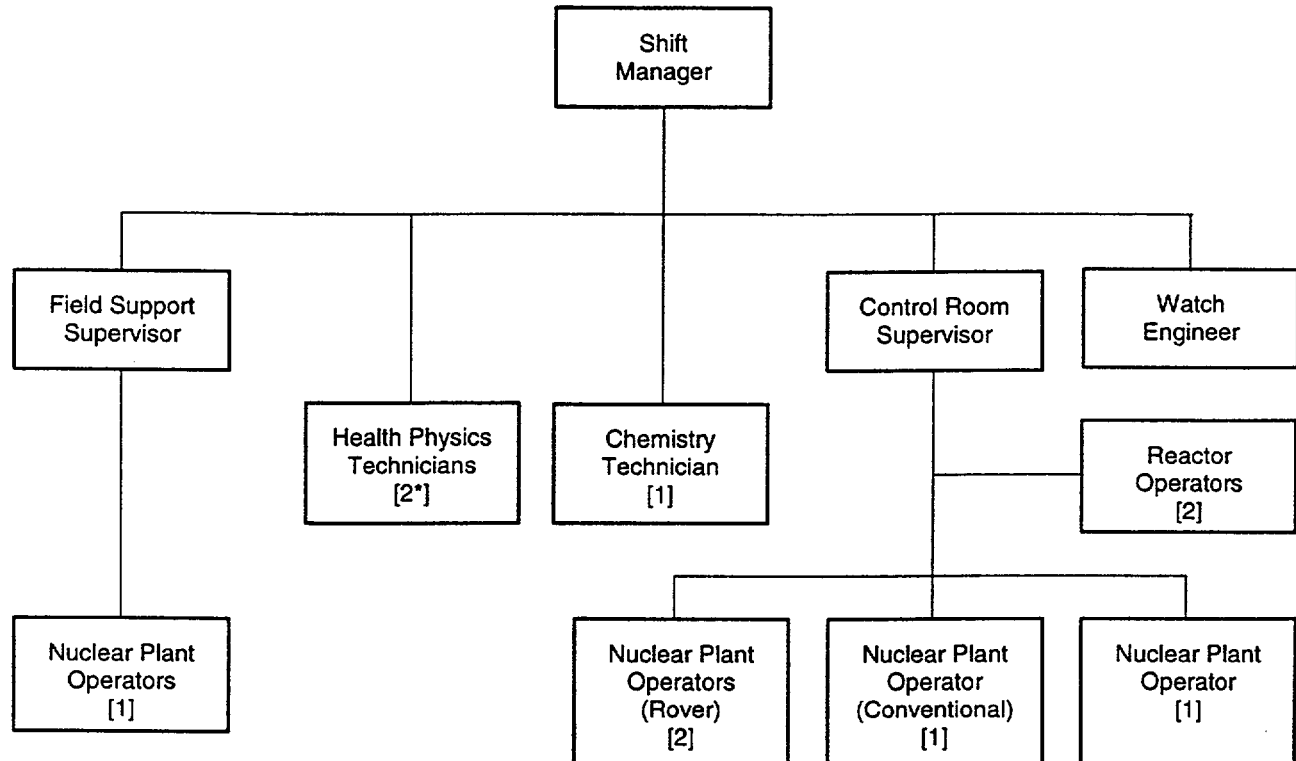 Shift
Manager
Field Support
Supervisor
Control Room
Supervisor
Watch
Engineer
Health Physics
Technicians
[2*]
Chemistry
Technician
[1]
Reactor
Operators
[2]
Nuclear Plant
Operators
[1]
Nuclear Plant
Operators
(Rover)
[2]
Nuclear Plant
Operator
(Conventional)
[1]
Nuclear Plant
Operator
[1]